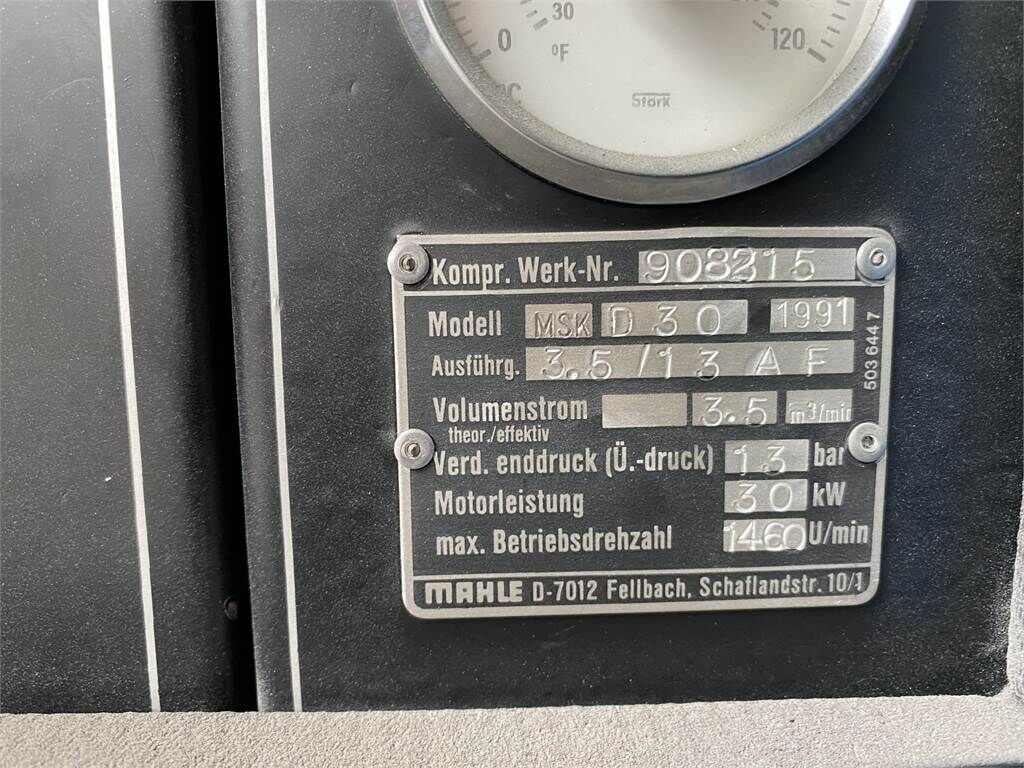 30
0
°F
°C
120
Stork
Kompr. Werk-Nr. 908215
Modell MSK D 30 1991
Ausführg. 3.5/13 AF
Volumenstrom 3.5 m³/min
theor./effektiv
Verd. enddruck (Ü.-druck) 13 bar
Motorleistung 30 kW
max. Betriebsdrehzahl 1460 U/min
MAHLE D-7012 Fellbach, Schaflandstr. 10/1
503 644 7